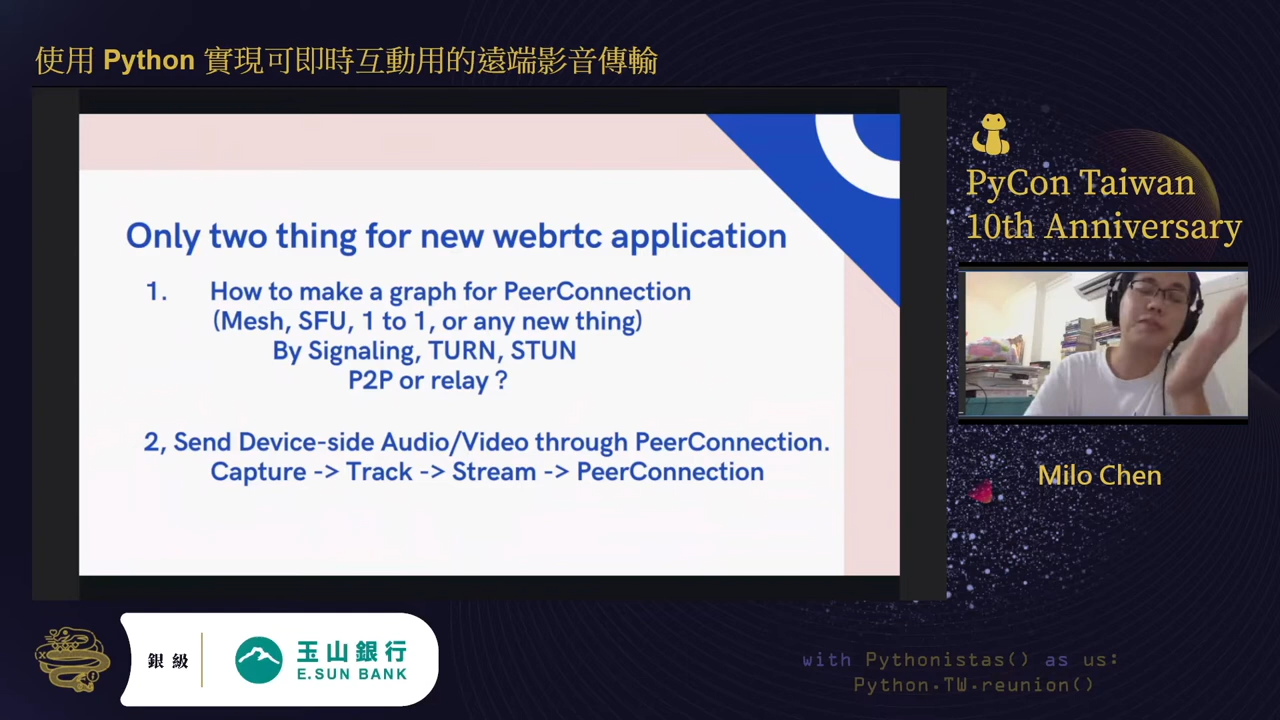 使用 Python 實現可即時互動用的遠端影音傳輸
Only two thing for new webrtc application
1. How to make a graph for PeerConnection
(Mesh, SFU, 1 to 1, or any new thing)
By Signaling, TURN, STUN
P2P or relay ?
2, Send Device-side Audio/Video through PeerConnection.
Capture -> Track -> Stream -> PeerConnection
PyCon Taiwan
10th Anniversary
Milo Chen
銀級
玉山銀行
E.SUN BANK
with Pythonistas() as us:
Python.TW.reunion()